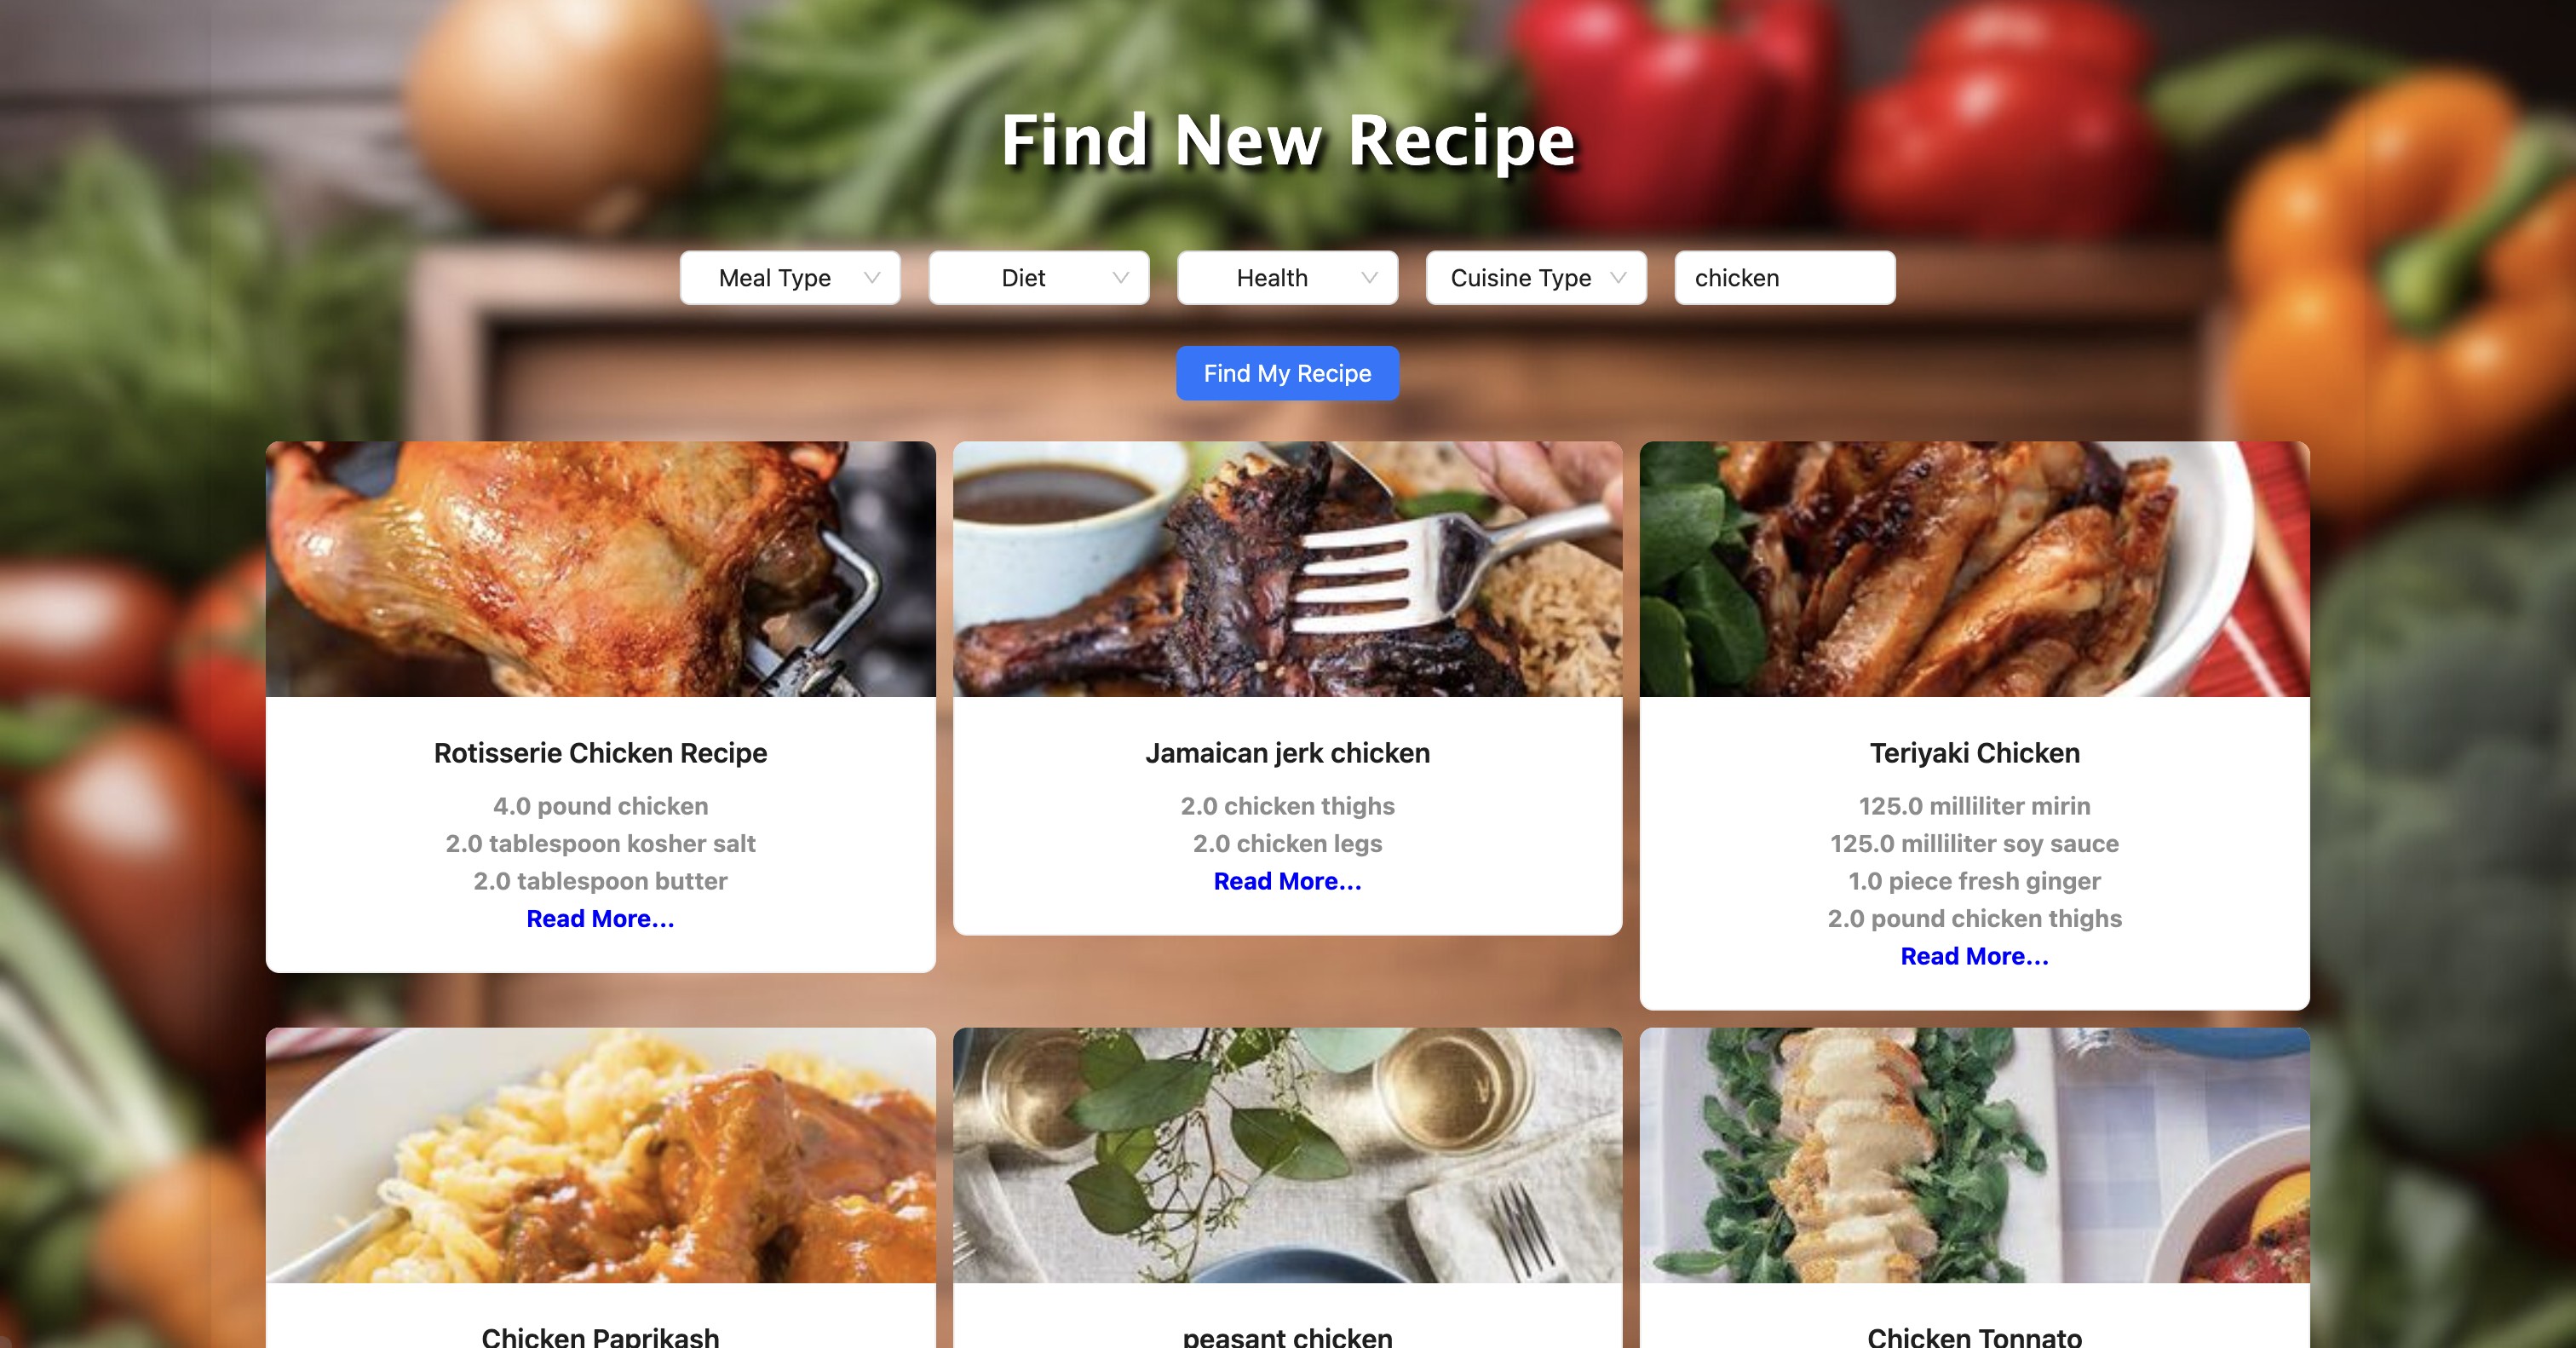 Find New Recipe
Meal Type
Diet
Health
Cuisine Type
chicken
Find My Recipe
Rotisserie Chicken Recipe
4.0 pound chicken
2.0 tablespoon kosher salt
2.0 tablespoon butter
Read More...
Jamaican jerk chicken
2.0 chicken thighs
2.0 chicken legs
Read More...
Teriyaki Chicken
125.0 milliliter mirin
125.0 milliliter soy sauce
1.0 piece fresh ginger
2.0 pound chicken thighs
Read More...
Chicken Paprikash
peasant chicken
Chicken Tonnato